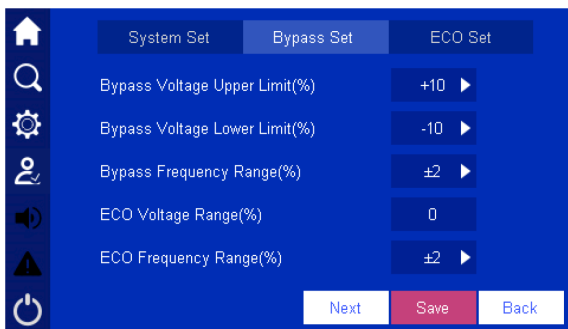 System Set Bypass Set ECO Set
Bypass Voltage Upper Limit(%) +10
Bypass Voltage Lower Limit(%) -10
Bypass Frequency Range(%) ±2
ECO Voltage Range(%) 0
ECO Frequency Range(%) ±2
Next Save Back